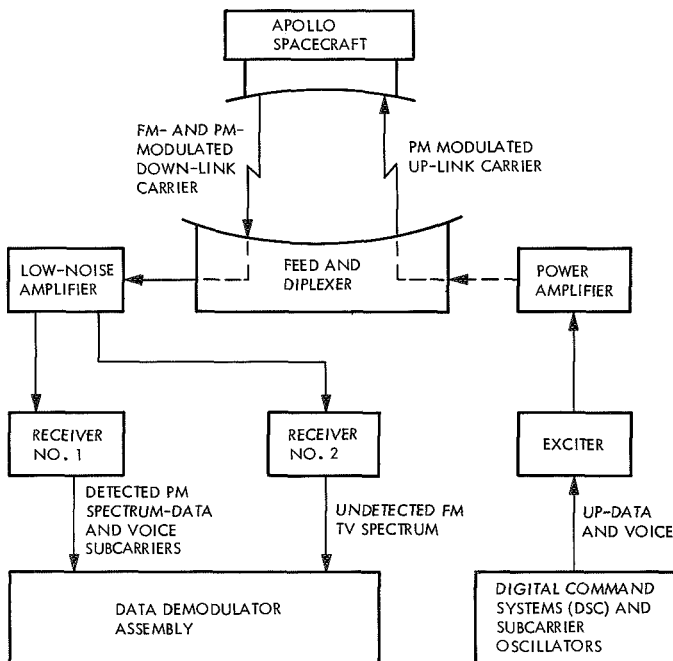 APOLLO
SPACECRAFT
FM- AND PM-
MODULATED
DOWN-LINK
CARRIER
PM MODULATED
UP-LINK CARRIER
LOW-NOISE
AMPLIFIER
FEED AND
DIPLEXER
POWER
AMPLIFIER
RECEIVER
NO. 1
RECEIVER
NO. 2
EXCITER
DETECTED PM
SPECTRUM-DATA
AND VOICE
SUBCARRIERS
UNDETECTED FM
TV SPECTRUM
UP-DATA
AND VOICE
DATA DEMODULATOR
ASSEMBLY
DIGITAL COMMAND
SYSTEMS (DSC) AND
SUBCARRIER
OSCILLATORS